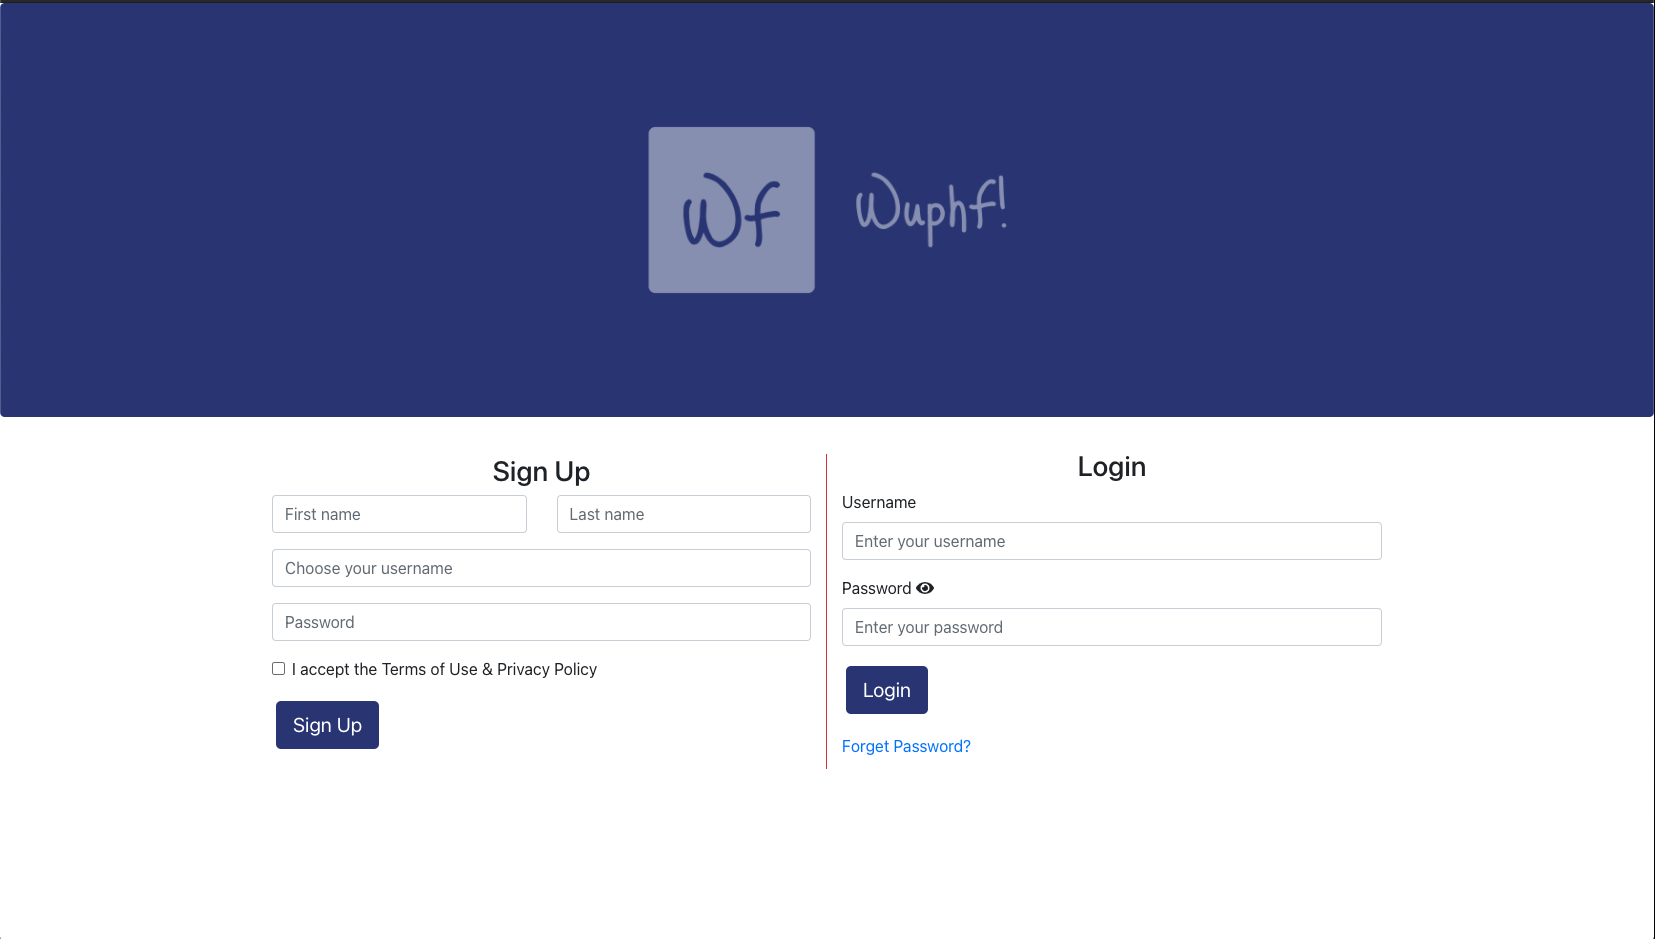 Wf
Wuphf!
Sign Up
First name
Last name
Choose your username
Password
I accept the Terms of Use & Privacy Policy
Sign Up
Login
Username
Enter your username
Password
Enter your password
Login
Forget Password?